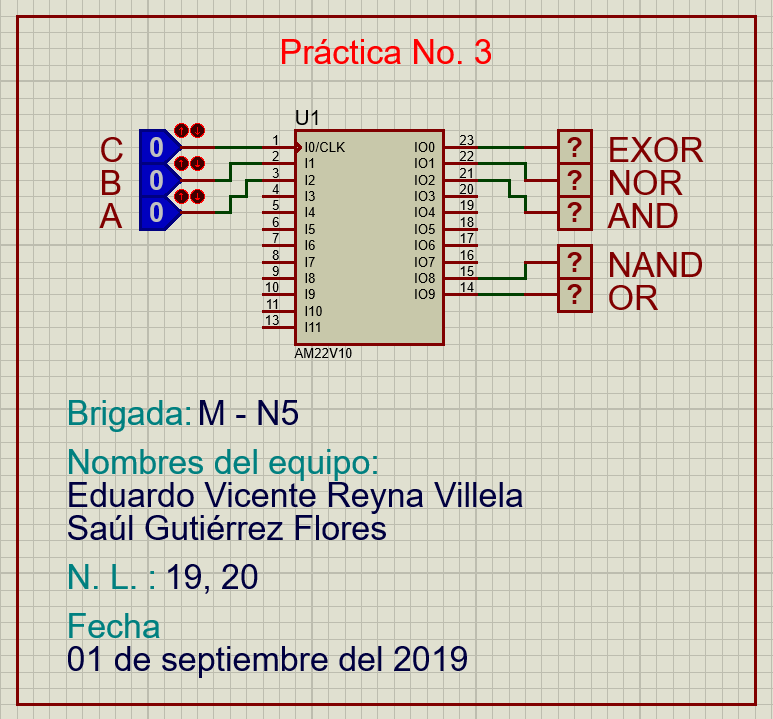 Práctica No. 3
U1
C 0 1 I0/CLK IO0 23 ? EXOR
B 0 2 I1 IO1 22 ? NOR
A 0 3 I2 IO2 21 ? AND
4 I3 IO3 20
5 I4 IO4 19
6 I5 IO5 18
7 I6 IO6 17
8 I7 IO7 16 ? NAND
9 I8 IO8 15
10 I9 IO9 14 ? OR
11 I10
13 I11
AM22V10
Brigada: M - N5
Nombres del equipo:
Eduardo Vicente Reyna Villela
Saúl Gutiérrez Flores
N. L. : 19, 20
Fecha
01 de septiembre del 2019